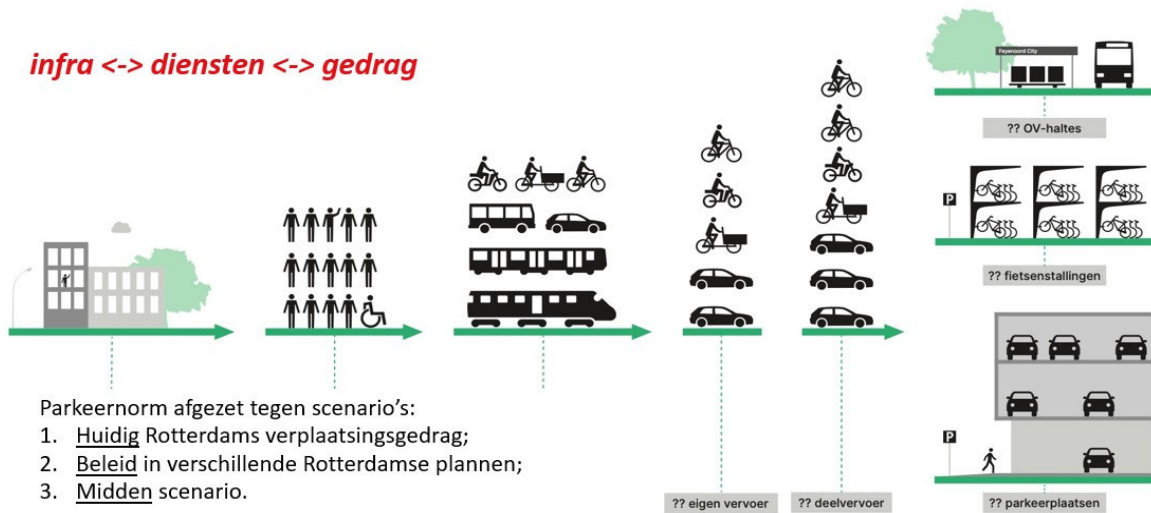 infra <-> diensten <-> gedrag
Feyenoord City
?? OV-haltes
P
?? fietsenstallingen
Parkeernorm afgezet tegen scenario's:
1. Huidig Rotterdams verplaatsingsgedrag;
2. Beleid in verschillende Rotterdamse plannen;
3. Midden scenario.
P
?? eigen vervoer
?? deelvervoer
?? parkeerplaatsen